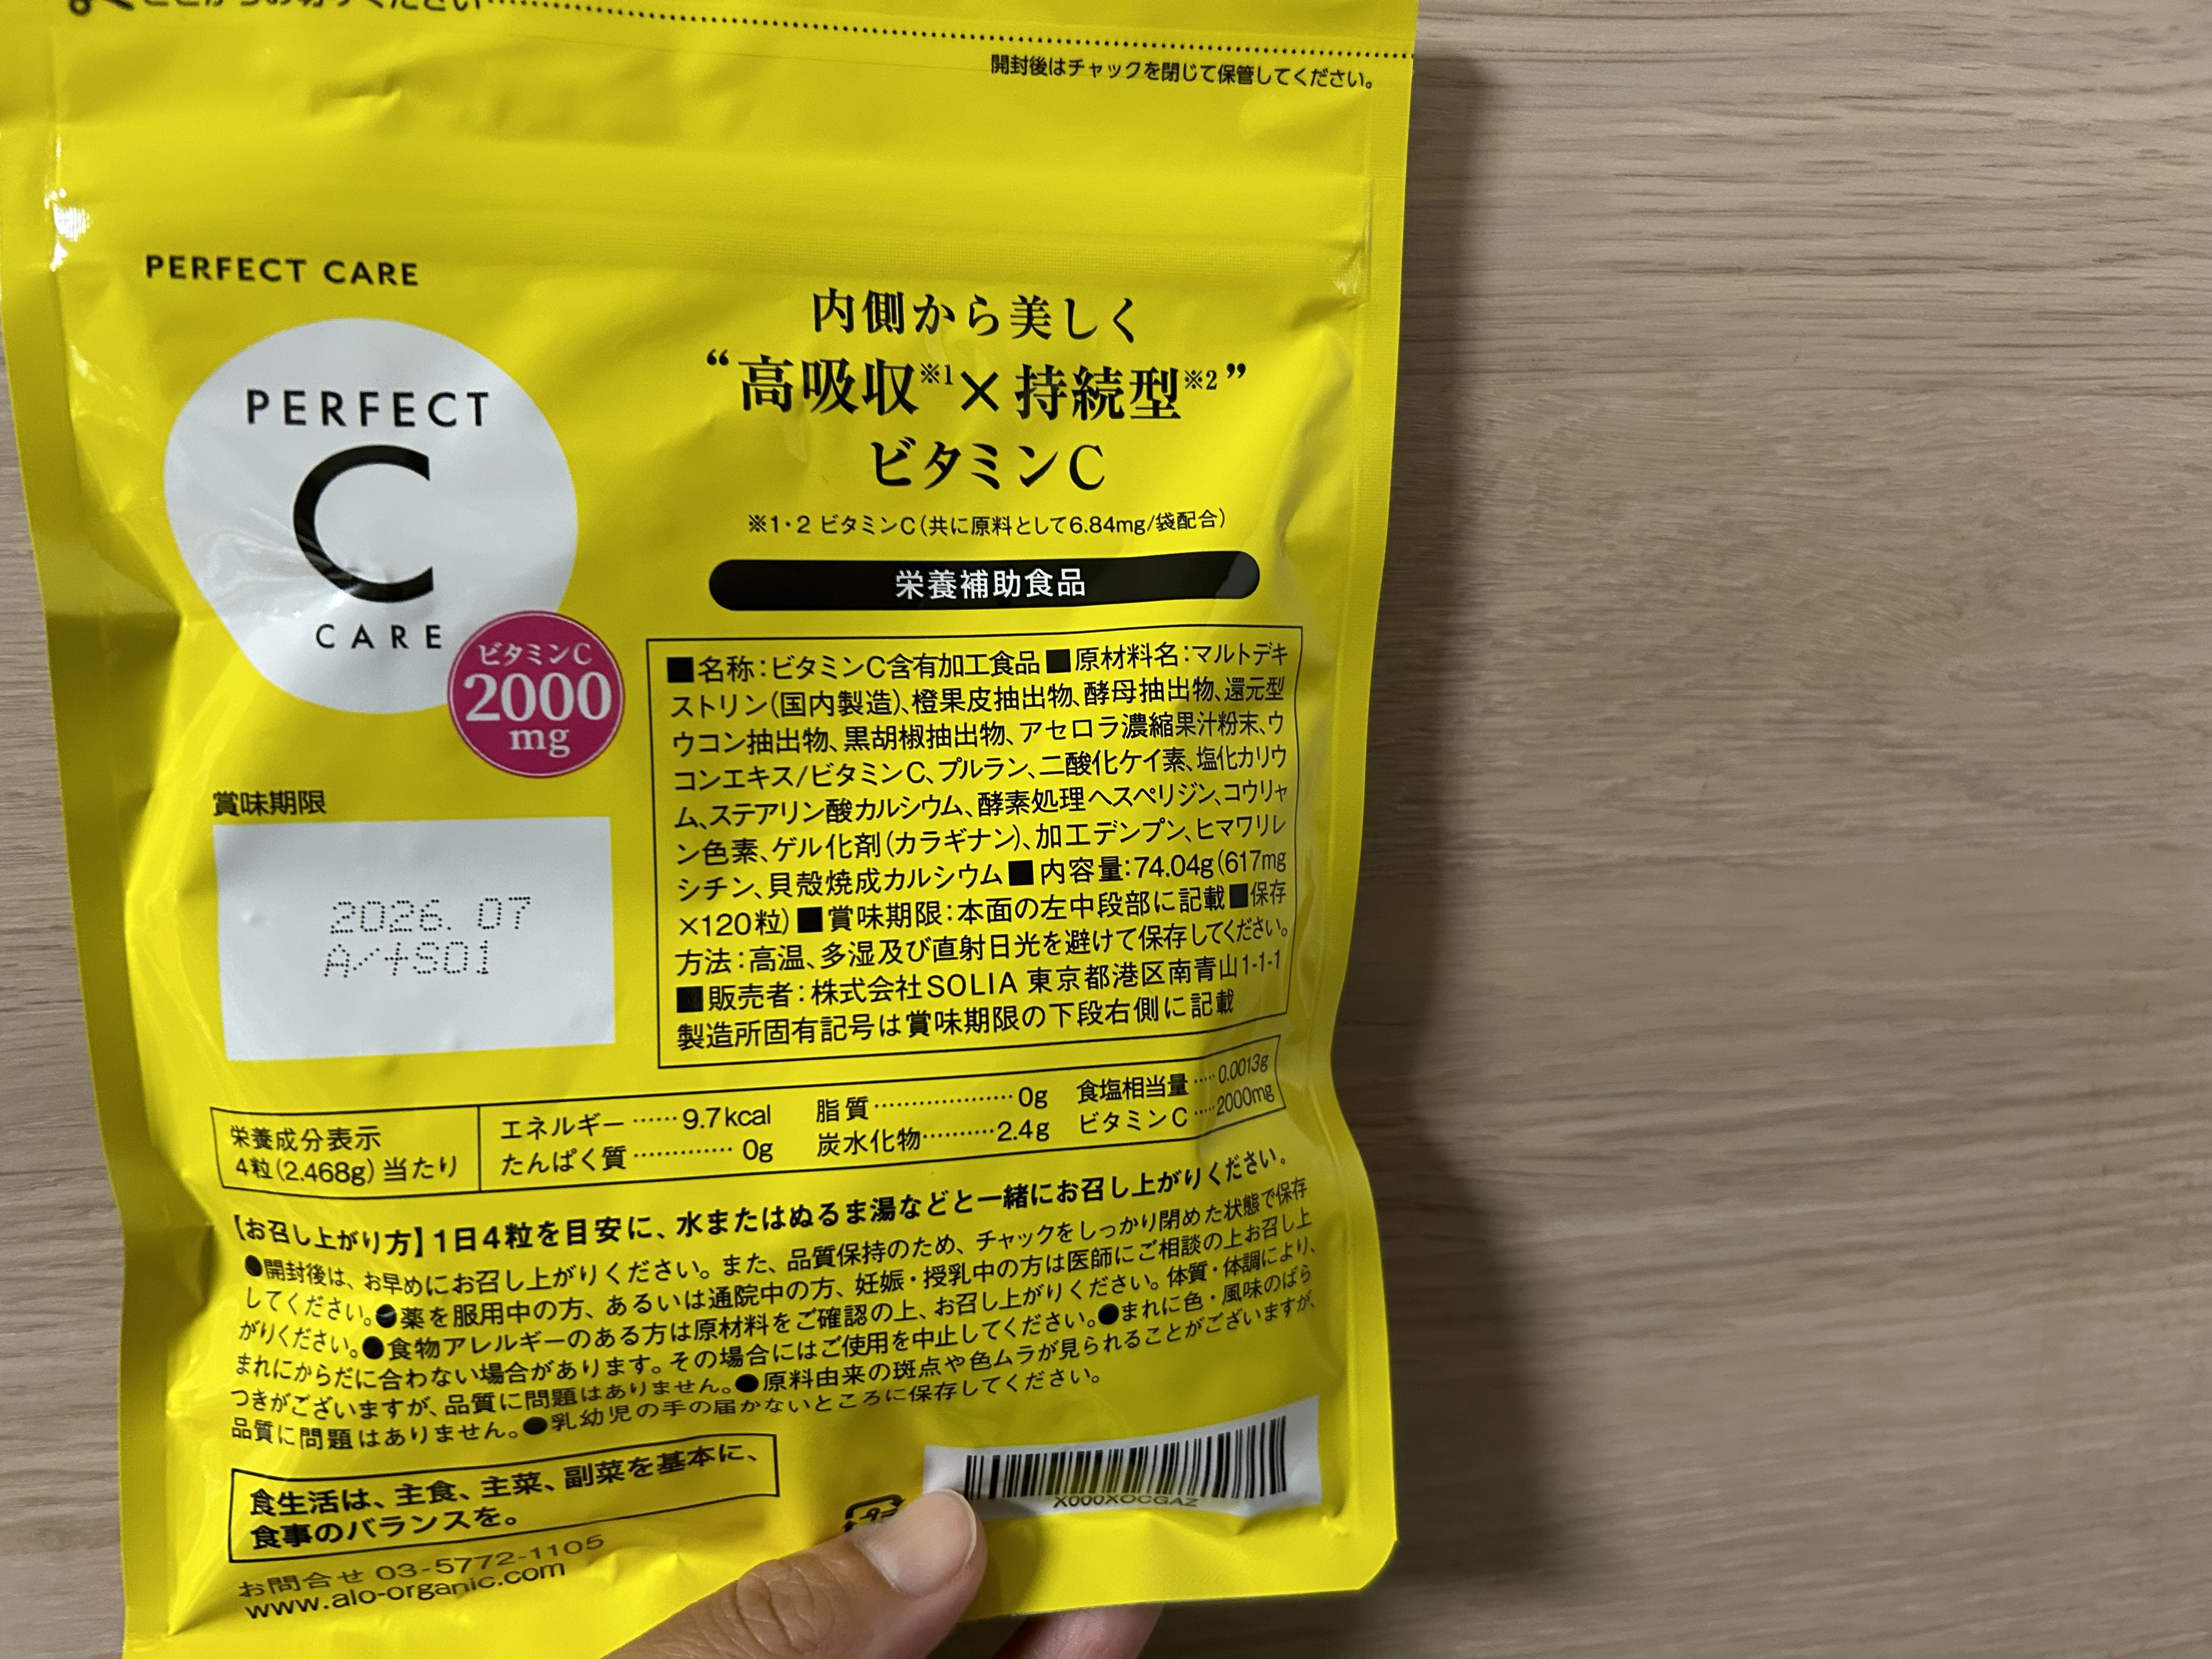 ここからお切りください
開封後はチャックを閉じて保管してください。
PERFECT CARE
PERFECT
C
CARE
ビタミンC
2000
mg
内側から美しく
“高吸収※1×持続型※2”
ビタミンC
※1・2 ビタミンC(共に原料として6.84mg/袋配合)
栄養補助食品
■名称:ビタミンC含有加工食品■原材料名:マルトデキ
ストリン(国内製造)、橙果皮抽出物、酵母抽出物、還元型
ウコン抽出物、黒胡椒抽出物、アセロラ濃縮果汁粉末、ウ
コンエキス/ビタミンC、プルラン、二酸化ケイ素、塩化カリウ
ム、ステアリン酸カルシウム、酵素処理ヘスペリジン、コウリャ
ン色素、ゲル化剤(カラギナン)、加工デンプン、ヒマワリレ
シチン、貝殻焼成カルシウム■内容量:74.04g(617mg
×120粒)■賞味期限:本面の左中段部に記載■保存
方法:高温、多湿及び直射日光を避けて保存してください。
■販売者:株式会社SOLIA 東京都港区南青山1-1-1
製造所固有記号は賞味期限の下段右側に記載
賞味期限
2026. 07
A/+S01
栄養成分表示
4粒(2.468g)当たり
エネルギー……9.7kcal 脂質…………………0g 食塩相当量……0.0013g
たんぱく質…………0g 炭水化物…………2.4g ビタミンC……2000mg
【お召し上がり方】1日4粒を目安に、水またはぬるま湯などと一緒にお召し上がりください。
●開封後は、お早めにお召し上がりください。また、品質保持のため、チャックをしっかり閉めた状態で保存
してください。●薬を服用中の方、あるいは通院中の方、妊娠・授乳中の方は医師にご相談の上お召し上
がりください。●食物アレルギーのある方は原材料をご確認の上、お召し上がりください。体質・体調により、
まれにからだに合わない場合があります。その場合にはご使用を中止してください。●まれに色・風味のばら
つきがございますが、品質に問題はありません。●原料由来の斑点や色ムラが見られることがございますが、
品質に問題はありません。●乳幼児の手の届かないところに保存してください。
食生活は、主食、主菜、副菜を基本に、
食事のバランスを。
お問合せ 03-5772-1105
www.alo-organic.com
X000XOCGAZ